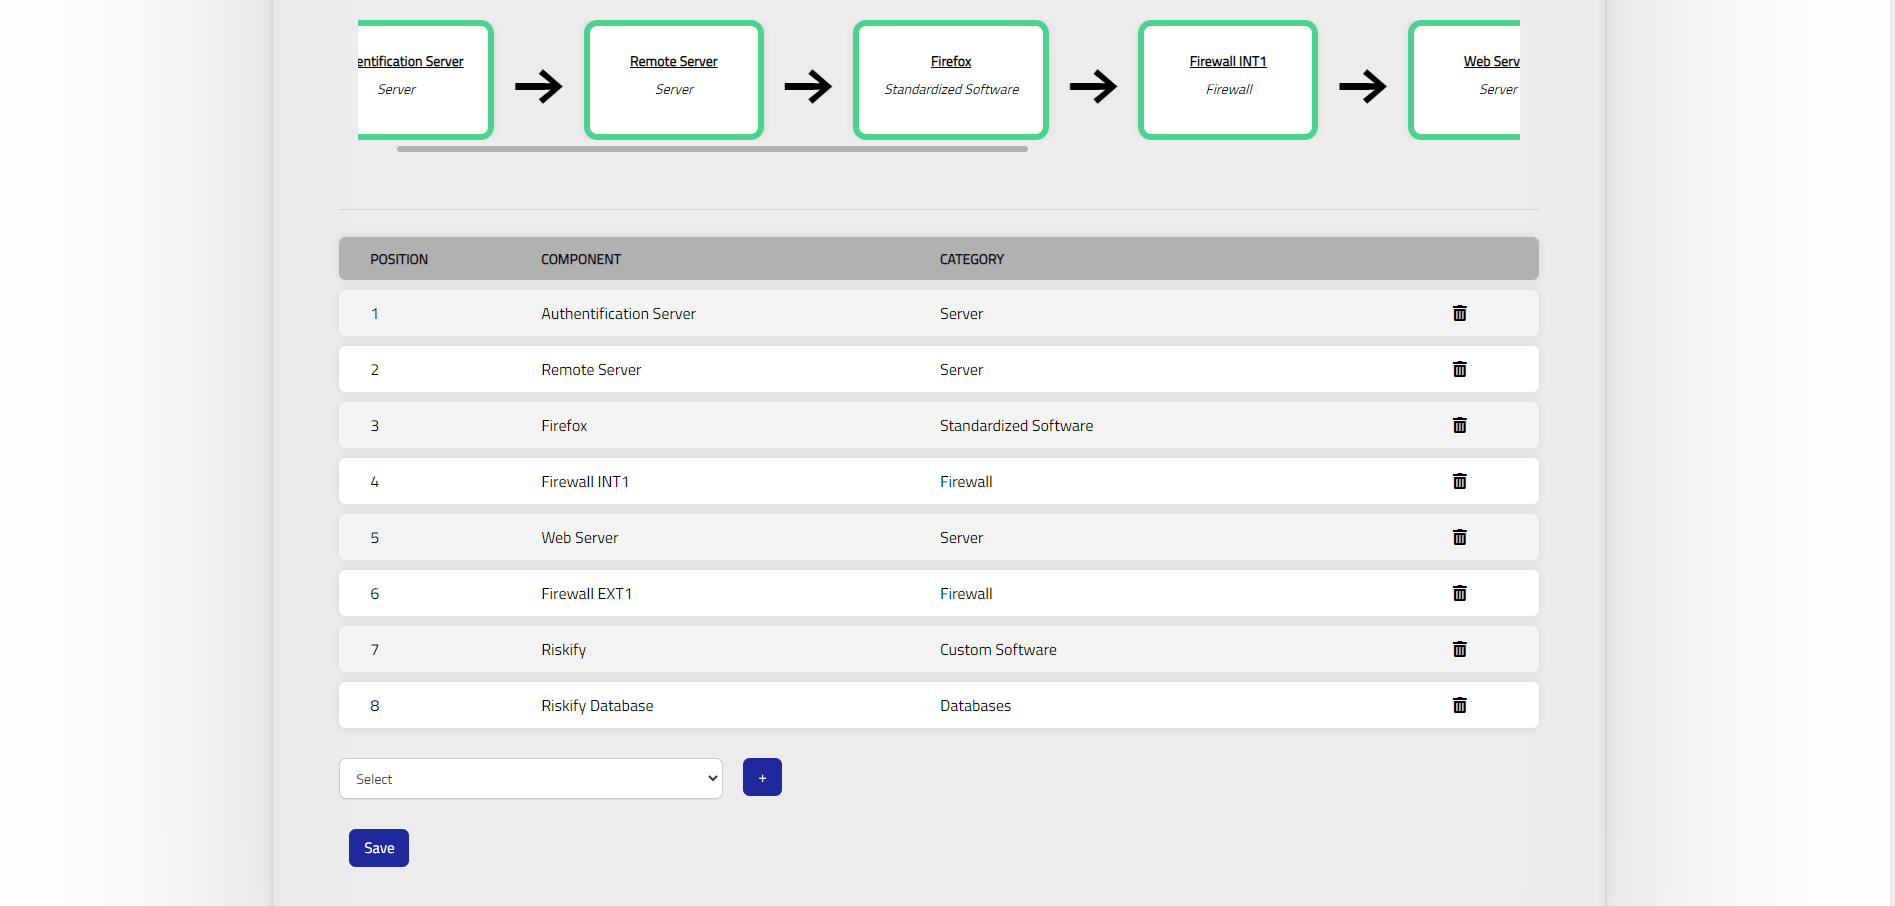 entification Server
Server
Remote Server
Server
Firefox
Standardized Software
Firewall INT1
Firewall
Web Serv
Server
POSITION COMPONENT CATEGORY
1 Authentification Server Server
2 Remote Server Server
3 Firefox Standardized Software
4 Firewall INT1 Firewall
5 Web Server Server
6 Firewall EXT1 Firewall
7 Riskify Custom Software
8 Riskify Database Databases
Select
+
Save